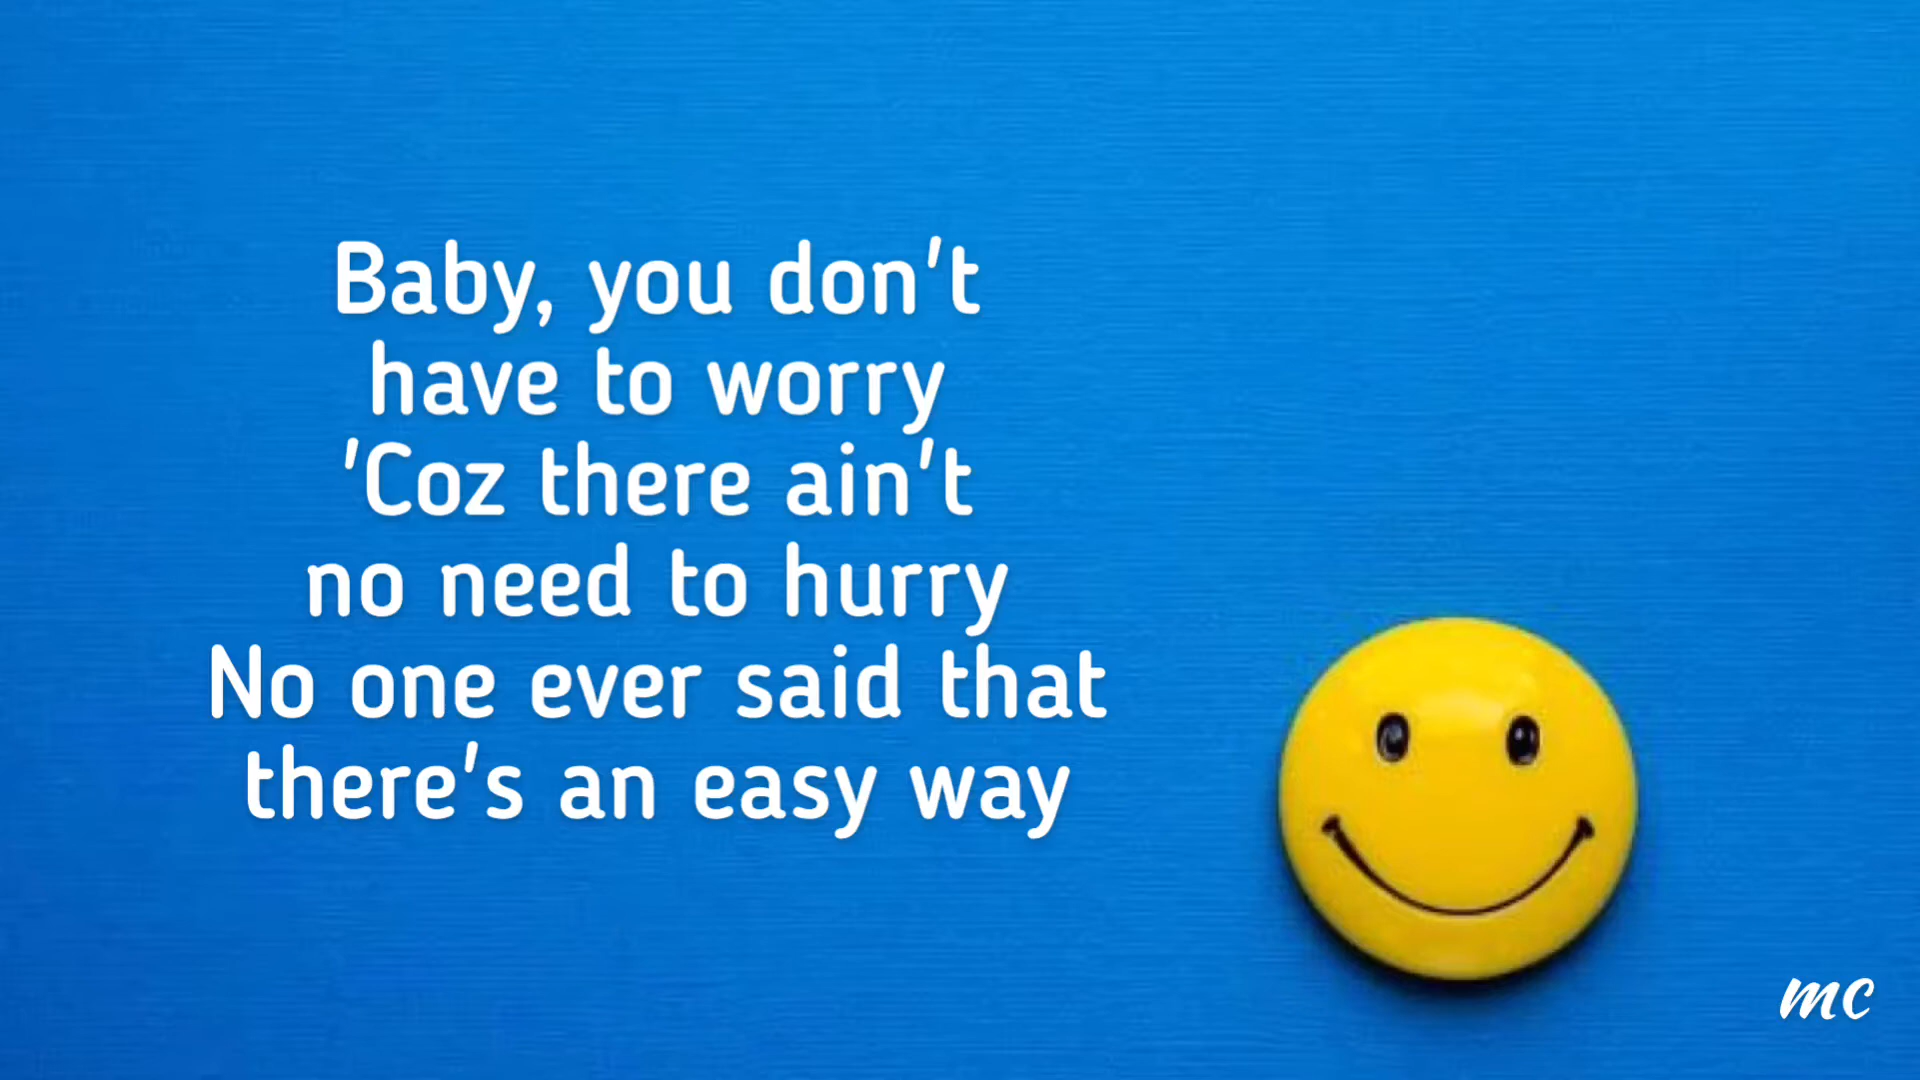 Baby, you don't
have to worry
'Coz there ain't
no need to hurry
No one ever said that
there's an easy way
mc